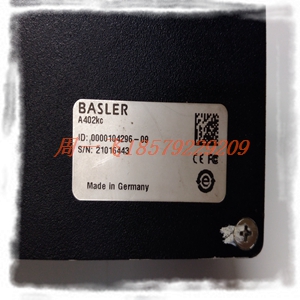 BASLER
A402kc
ID: 0000104296-09
S/N: 21016443
Made in Germany